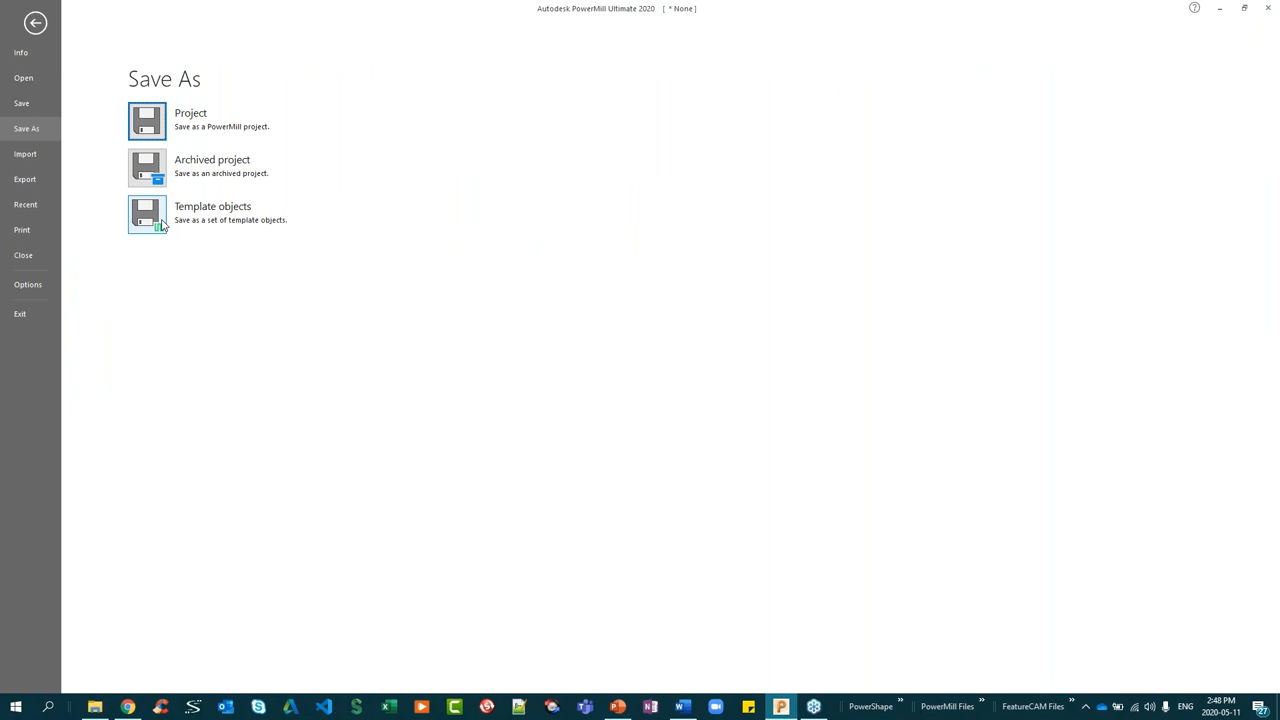 Autodesk PowerMill Ultimate 2020 [ * None ]
Info
Open
Save
Save As
Import
Export
Recent
Print
Close
Options
Exit
Save As
Project
Save as a PowerMill project.
Archived project
Save as an archived project.
Template objects
Save as a set of template objects.
PowerShape
PowerMill Files
FeatureCAM Files
ENG
2:48 PM
2020-05-11
27